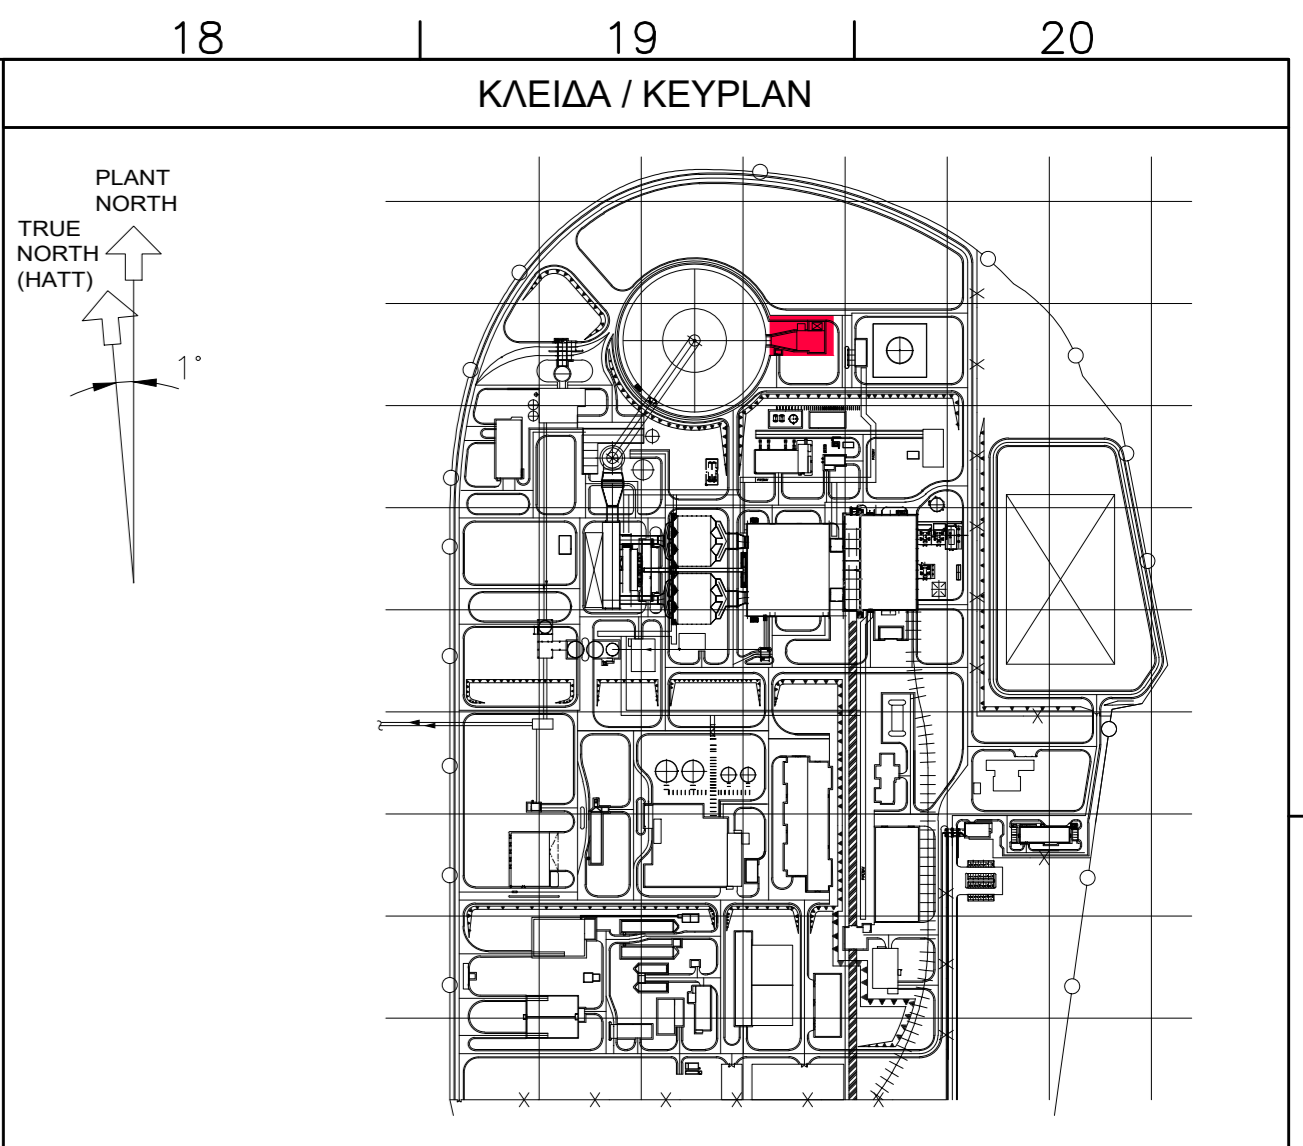 18 19 20
ΚΛΕΙΔΑ / KEYPLAN
PLANT
NORTH
TRUE
NORTH
(HATT)
1°